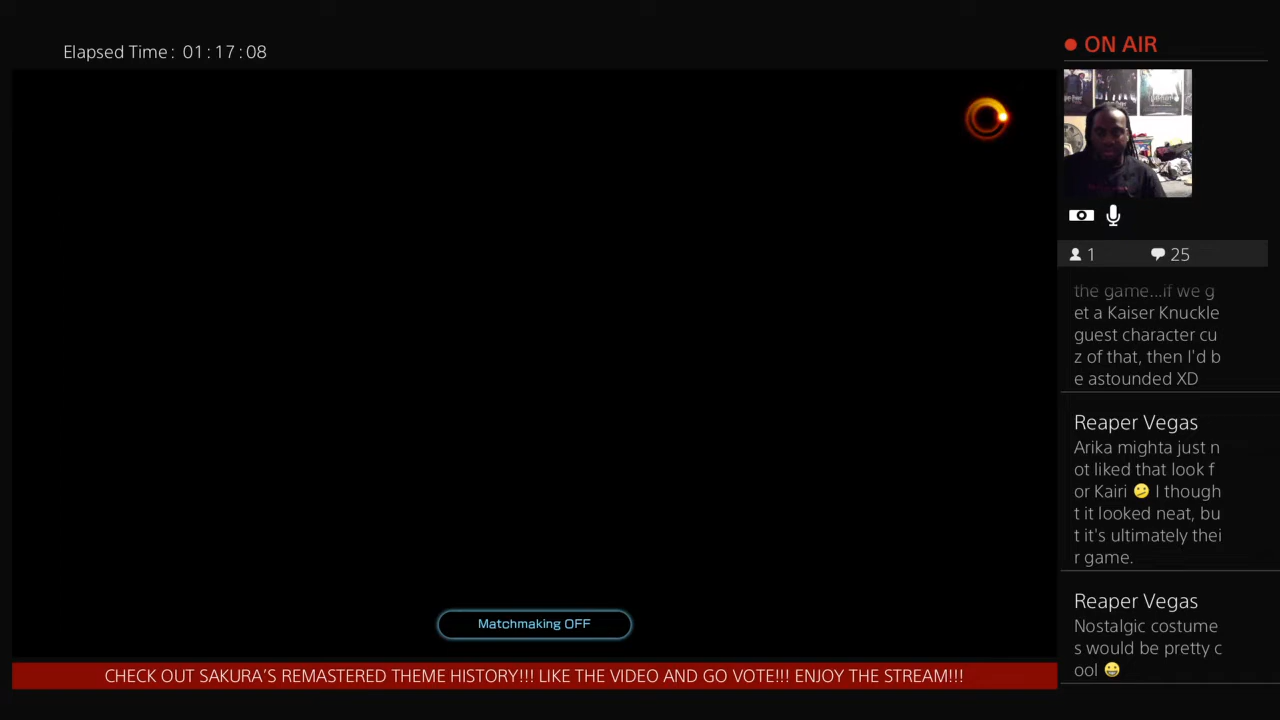 Elapsed Time: 01:17:08
ON AIR
1 25
the game...if we g
et a Kaiser Knuckle
guest character cu
z of that, then I'd b
e astounded XD
Reaper Vegas
Arika mighta just n
ot liked that look f
or Kairi 🫤 I though
t it looked neat, bu
t it's ultimately thei
r game.
Reaper Vegas
Nostalgic costume
s would be pretty c
ool 😀
Matchmaking OFF
CHECK OUT SAKURA'S REMASTERED THEME HISTORY!!! LIKE THE VIDEO AND GO VOTE!!! ENJOY THE STREAM!!!